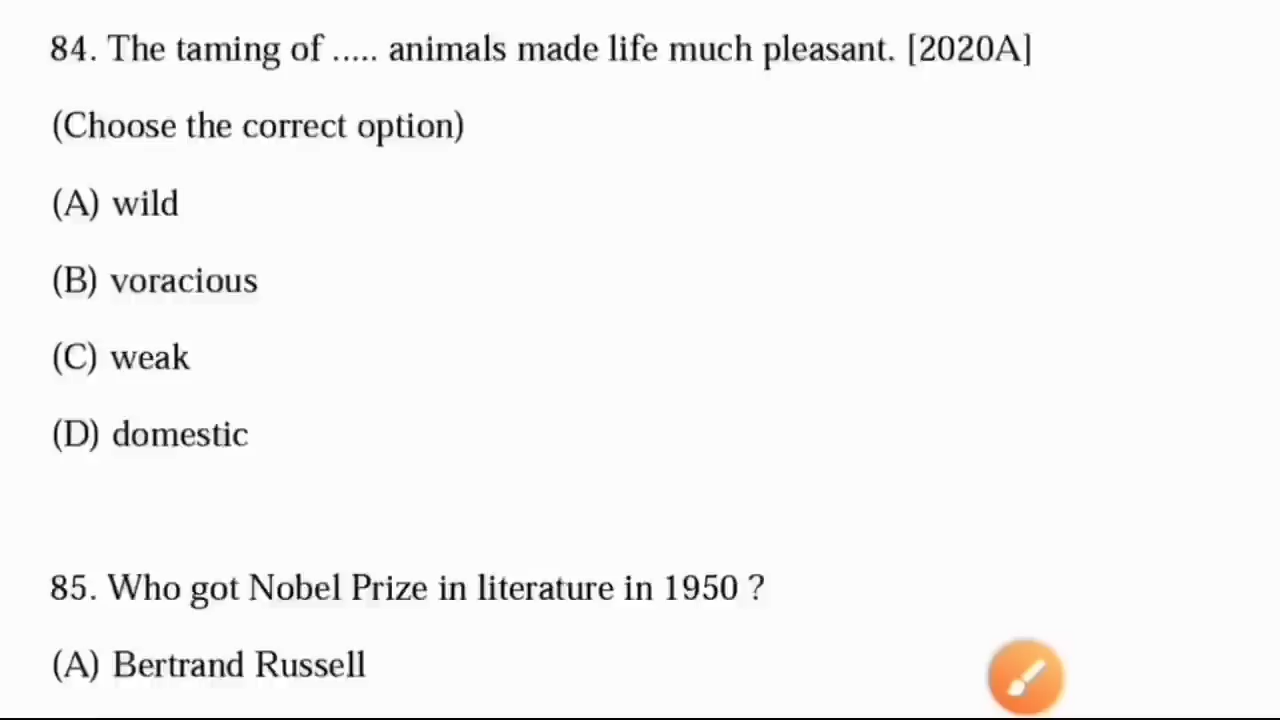 84. The taming of ..... animals made life much pleasant. [2020A]
(Choose the correct option)
(A) wild
(B) voracious
(C) weak
(D) domestic
85. Who got Nobel Prize in literature in 1950 ?
(A) Bertrand Russell